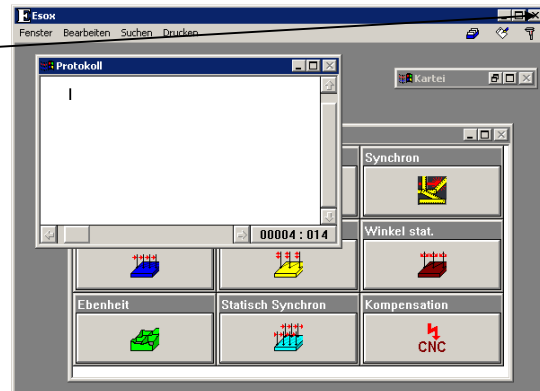 Esox
Fenster Bearbeiten Suchen Drucken
Protokoll
Kartei
Synchron
00004:014
Winkel stat.
Ebenheit
Statisch Synchron
Kompensation
CNC